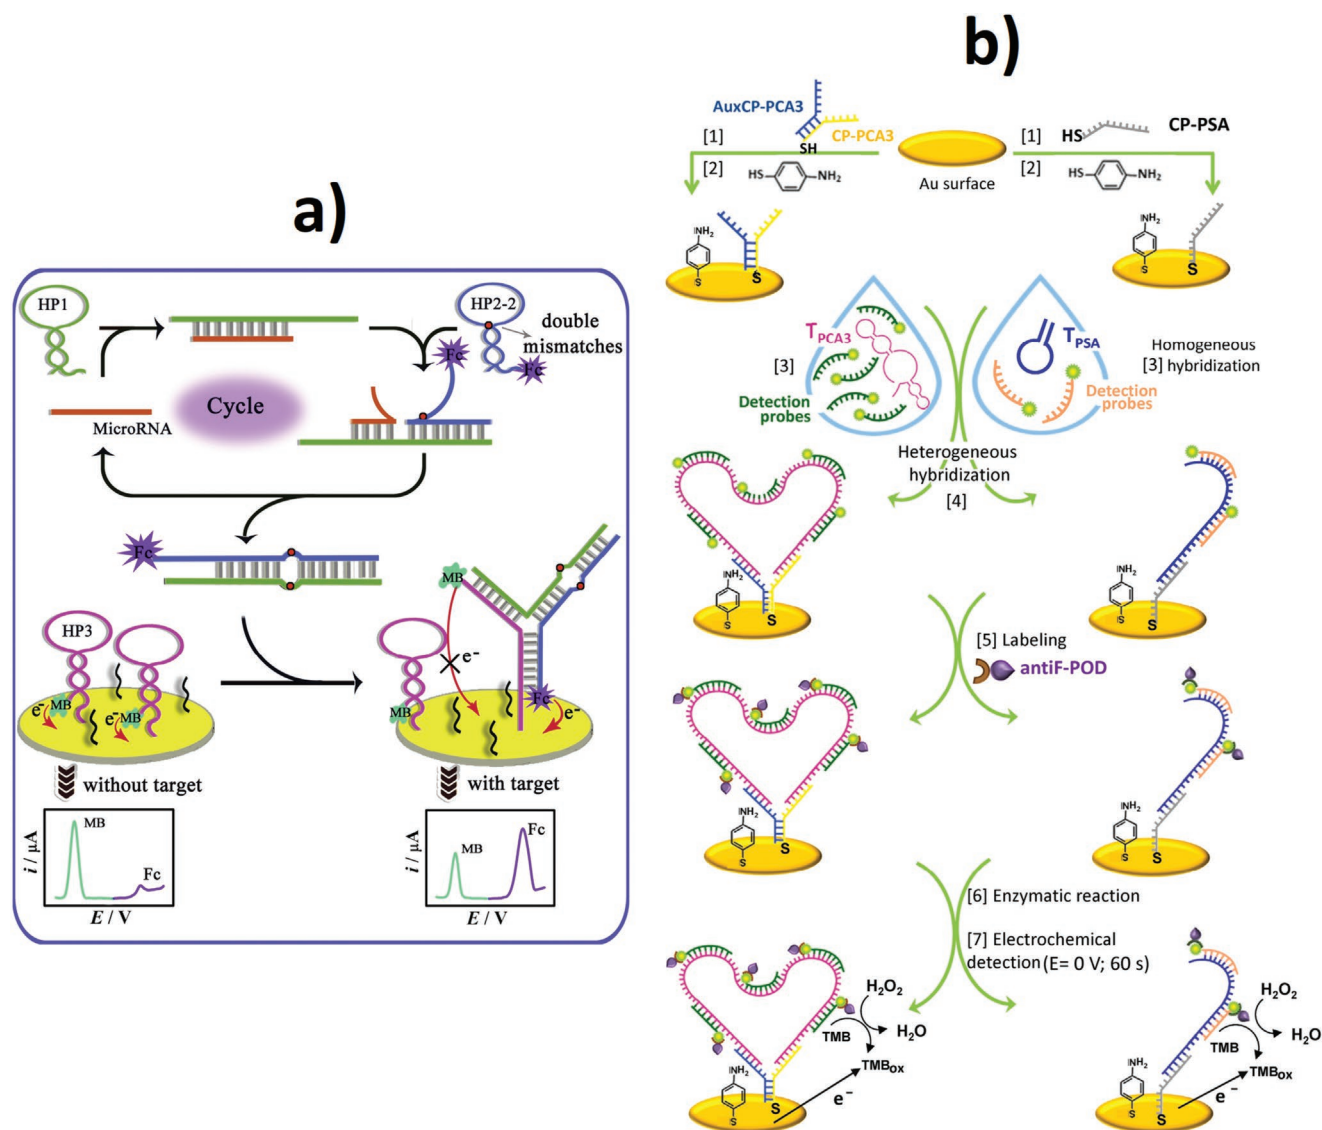 a)
HP1
HP2-2
double
mismatches
Fc
Fc
Cycle
MicroRNA
Fc
MB
HP3
e-
MB
e-
MB
e-
MB
Fc
e-
without target
with target
i / μA
MB
Fc
E / V
i / μA
MB
Fc
E / V
b)
AuxCP-PCA3
CP-PCA3
SH
[1]
[2]
HS
NH2
Au surface
HS
CP-PSA
[1]
[2]
HS
NH2
NH2
S
S
NH2
S
S
TPCA3
[3]
Detection
probes
TPSA
Detection
probes
Homogeneous
[3] hybridization
Heterogeneous
hybridization
[4]
NH2
S
S
NH2
S
S
[5] Labeling
antiF-POD
NH2
S
S
NH2
S
S
[6] Enzymatic reaction
[7] Electrochemical
detection (E= 0 V; 60 s)
H2O2
H2O
TMB
TMBox
e-
NH2
S
S
H2O2
H2O
TMB
TMBox
e-
NH2
S
S